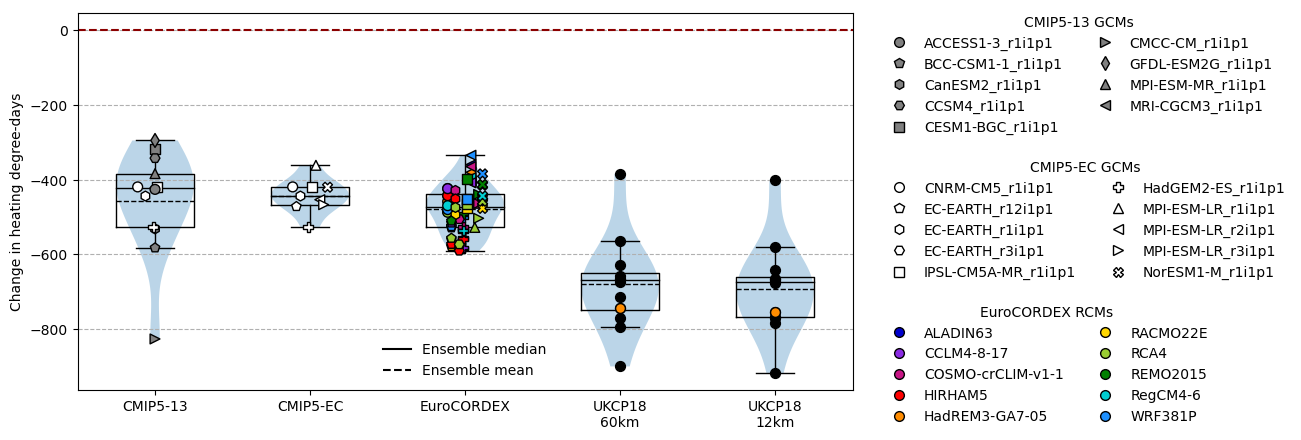 Change in heating degree-days
0
−200
−400
−600
−800
Ensemble median
Ensemble mean
CMIP5-13
CMIP5-EC
EuroCORDEX
UKCP18
60km
UKCP18
12km
CMIP5-13 GCMs
ACCESS1-3_r1i1p1
BCC-CSM1-1_r1i1p1
CanESM2_r1i1p1
CCSM4_r1i1p1
CESM1-BGC_r1i1p1
CMCC-CM_r1i1p1
GFDL-ESM2G_r1i1p1
MPI-ESM-MR_r1i1p1
MRI-CGCM3_r1i1p1
CMIP5-EC GCMs
CNRM-CM5_r1i1p1
EC-EARTH_r12i1p1
EC-EARTH_r1i1p1
EC-EARTH_r3i1p1
IPSL-CM5A-MR_r1i1p1
HadGEM2-ES_r1i1p1
MPI-ESM-LR_r1i1p1
MPI-ESM-LR_r2i1p1
MPI-ESM-LR_r3i1p1
NorESM1-M_r1i1p1
EuroCORDEX RCMs
ALADIN63
CCLM4-8-17
COSMO-crCLIM-v1-1
HIRHAM5
HadREM3-GA7-05
RACMO22E
RCA4
REMO2015
RegCM4-6
WRF381P